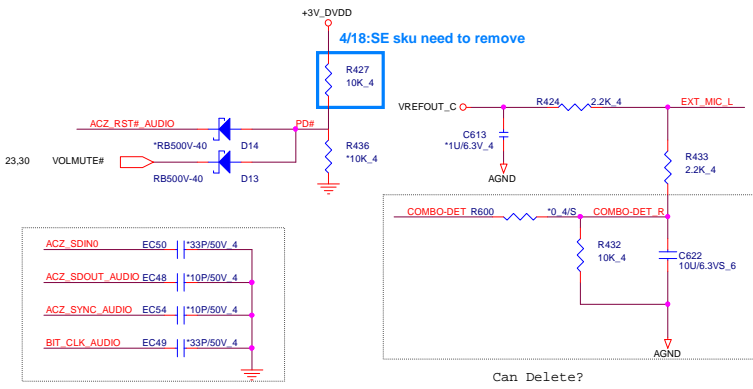 +3V_DVDD
4/18:SE sku need to remove
R427
10K_4
VREFOUT_C
R424
2.2K_4
EXT_MIC_L
ACZ_RST#_AUDIO
PD#
*RB500V-40
D14
R436
*10K_4
C613
*1U/6.3V_4
AGND
R433
2.2K_4
23,30
VOLMUTE#
RB500V-40
D13
COMBO-DET
R600
*0_4/S
COMBO-DET_R
R432
10K_4
C622
10U/6.3VS_6
AGND
ACZ_SDIN0
EC50
*33P/50V_4
ACZ_SDOUT_AUDIO
EC48
*10P/50V_4
ACZ_SYNC_AUDIO
EC54
*10P/50V_4
BIT_CLK_AUDIO
EC49
*33P/50V_4
Can Delete?